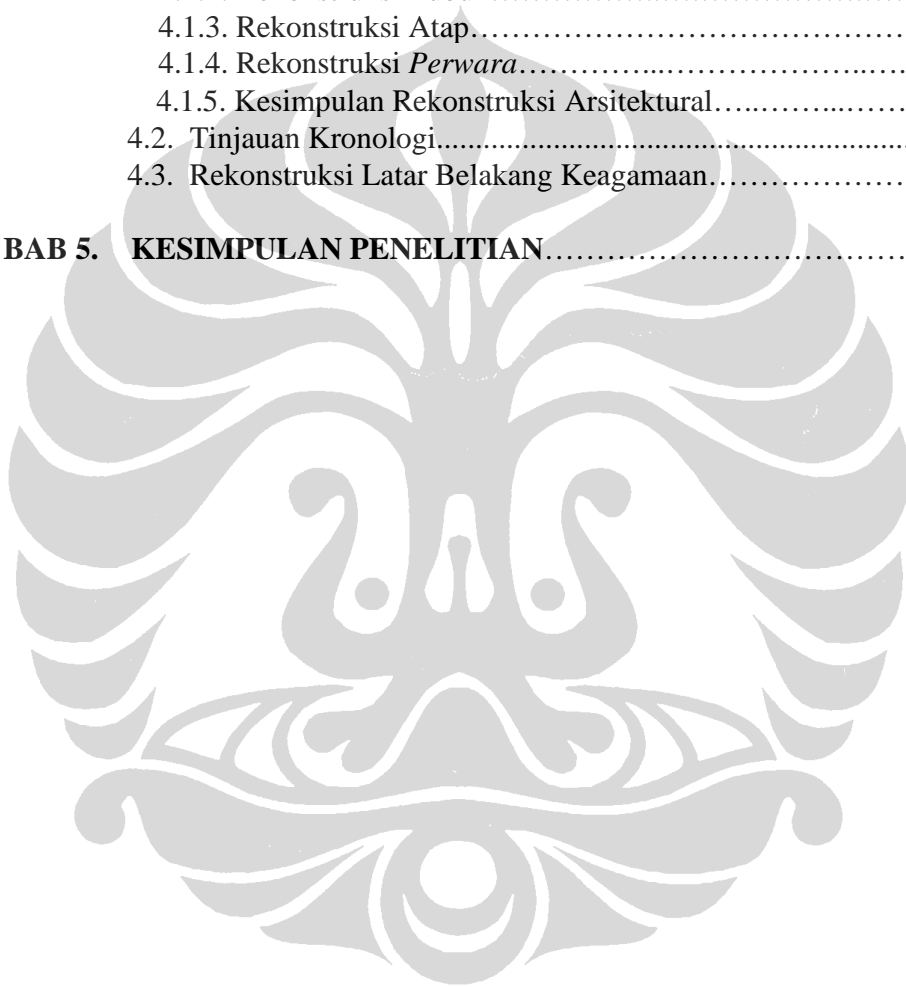 4.1.3. Rekonstruksi Atap……………………………………
4.1.4. Rekonstruksi Perwara…………..………………….…..
4.1.5. Kesimpulan Rekonstruksi Arsitektural…..……...……
4.2. Tinjauan Kronologi...............................................................
4.3. Rekonstruksi Latar Belakang Keagamaan………………
BAB 5. KESIMPULAN PENELITIAN……………………………